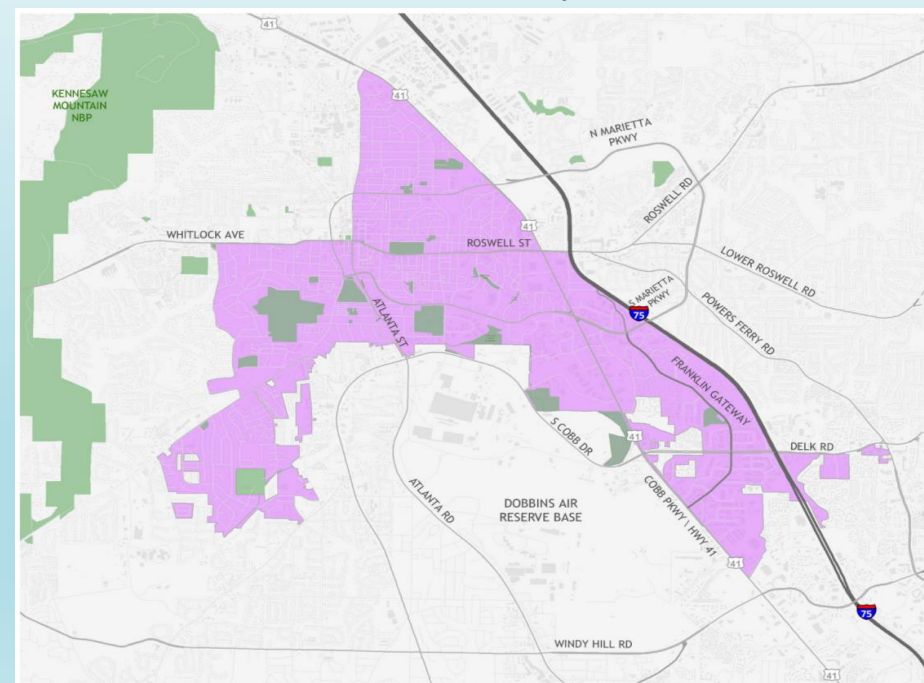 41
KENNESAW
MOUNTAIN
NBP
41
N MARIETTA
PKWY
ROSWELL RD
41
WHITLOCK AVE
ROSWELL ST
LOWER ROSWELL RD
S MARIETTA
PKWY
75
POWERS FERRY RD
ATLANTA ST
FRANKLIN GATEWAY
S COBB DR
41
DELK RD
ATLANTA RD
DOBBINS AIR
RESERVE BASE
COBB PKWY \ HWY 41
41
75
WINDY HILL RD
41